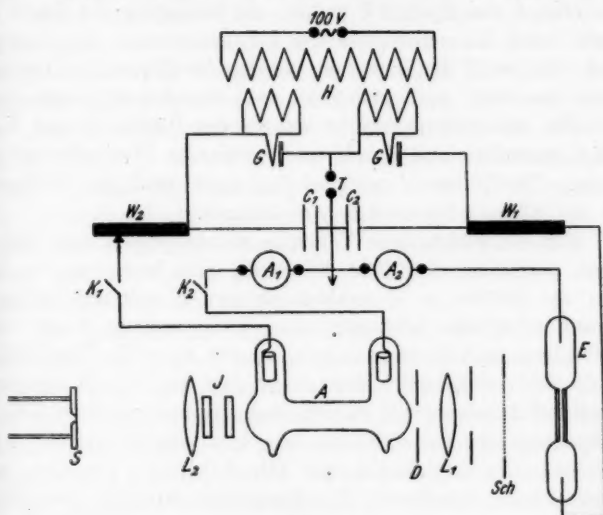 100 V
H
G G
T
W2 C1 C2 W1
K1 K2 A1 A2
E
J A
S L2 D L1 Sch